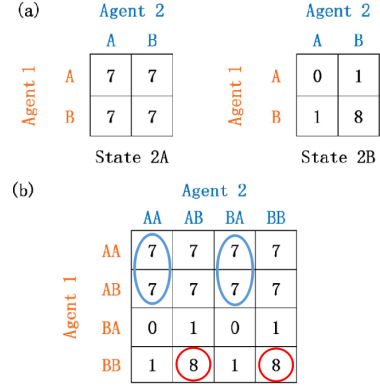 (a)
Agent 2 Agent 2
A B A B
Agent 1 A 7 7 Agent 1 A 0 1
B 7 7 B 1 8
State 2A State 2B
(b)
Agent 2
AA AB BA BB
Agent 1
AA 7 7 7 7
AB 7 7 7 7
BA 0 1 0 1
BB 1 8 1 8